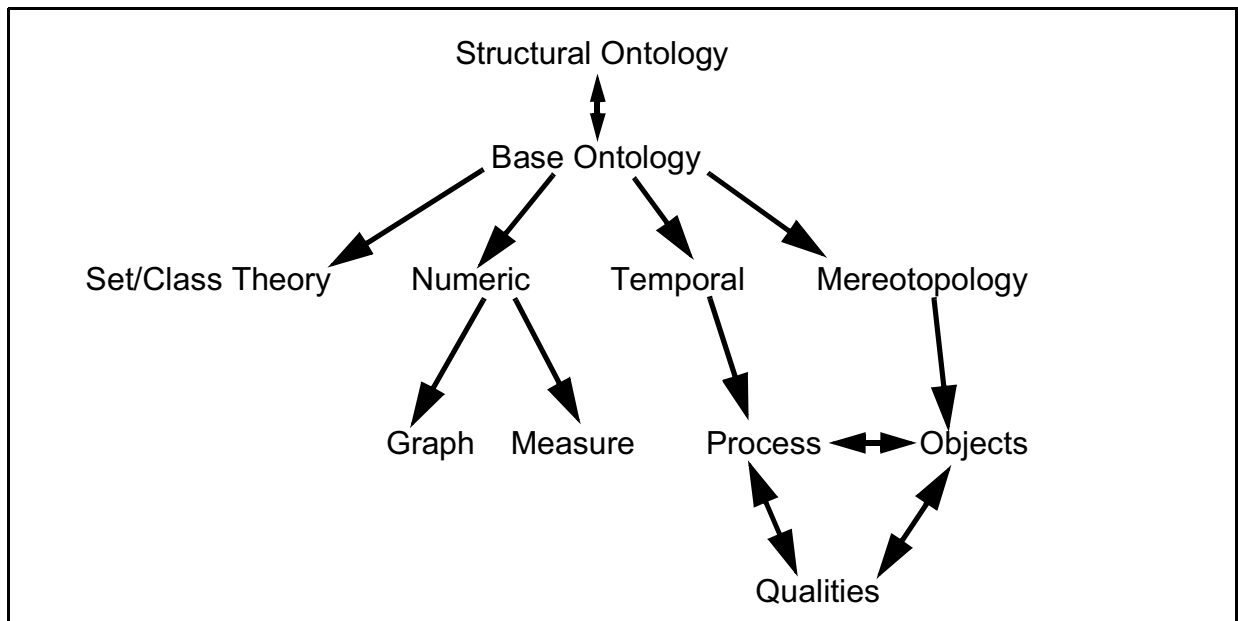 Structural Ontology
Base Ontology
Set/Class Theory Numeric Temporal Mereotopology
Graph Measure Process Objects
Qualities